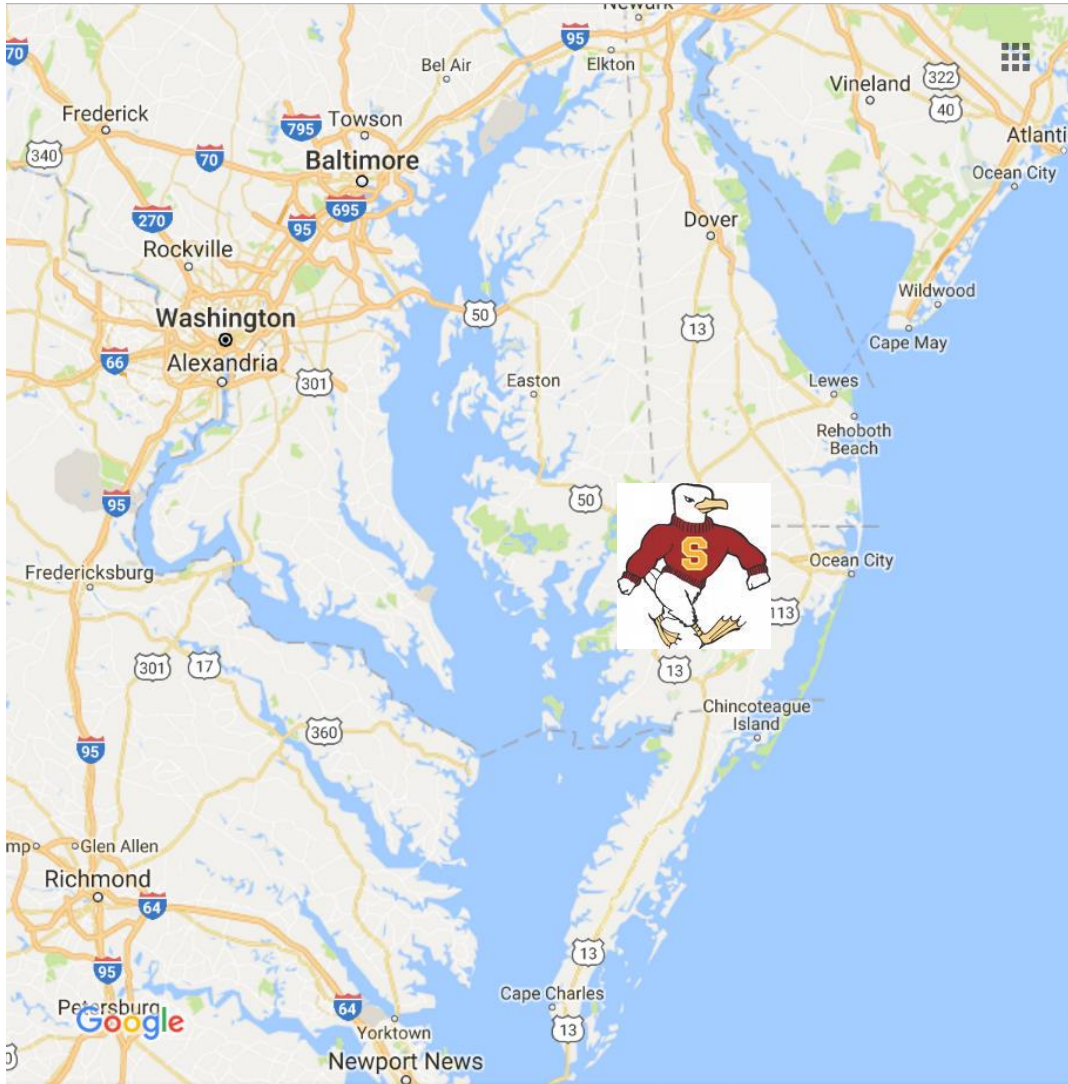 Newark
95
70
Elkton
Bel Air
Vineland
322
40
Frederick
795
Towson
Atlanti
340
70
Baltimore
Ocean City
270
95
695
Rockville
Dover
Wildwood
50
Washington
13
Cape May
66
Alexandria
301
Easton
Lewes
Rehoboth
Beach
95
50
S
Ocean City
Fredericksburg
113
301
17
13
Chincoteague
Island
360
95
mp
Glen Allen
Richmond
64
13
95
Cape Charles
Petersburg
64
Google
Yorktown
13
0
Newport News